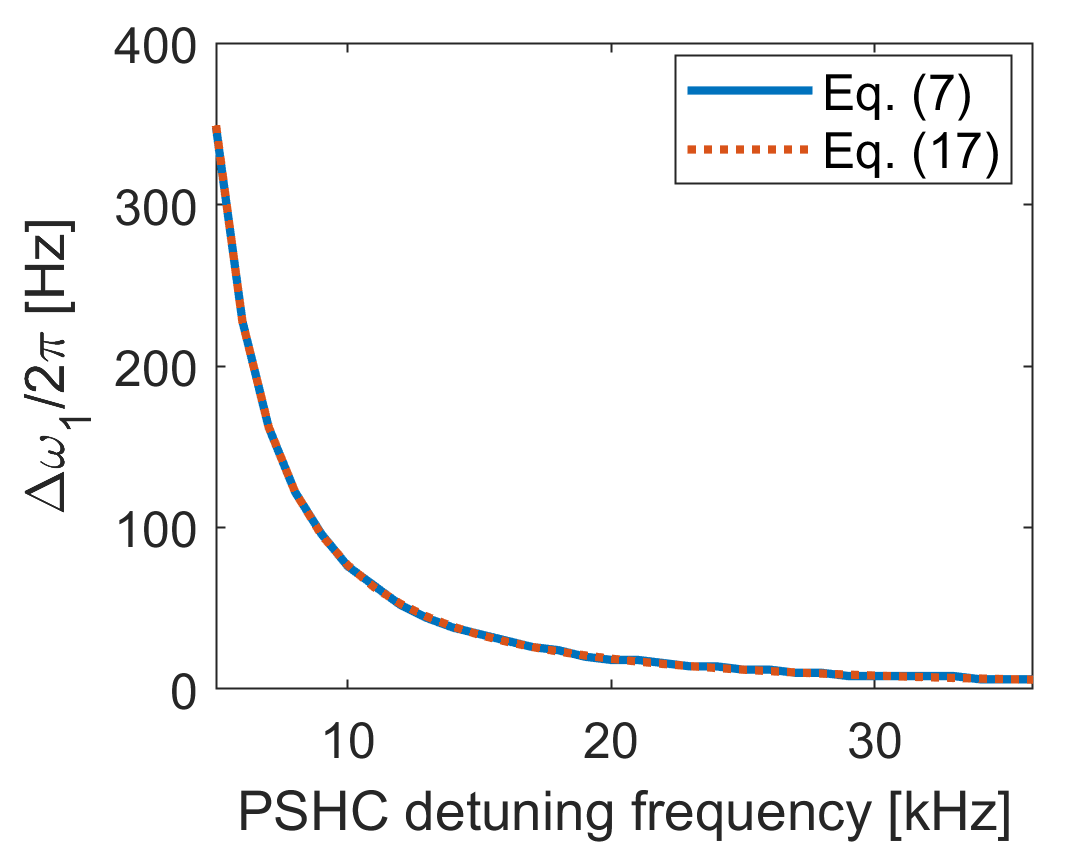 400
300
200
100
0
10 20 30
Δω₁/2π [Hz]
PSHC detuning frequency [kHz]
Eq. (7)
Eq. (17)